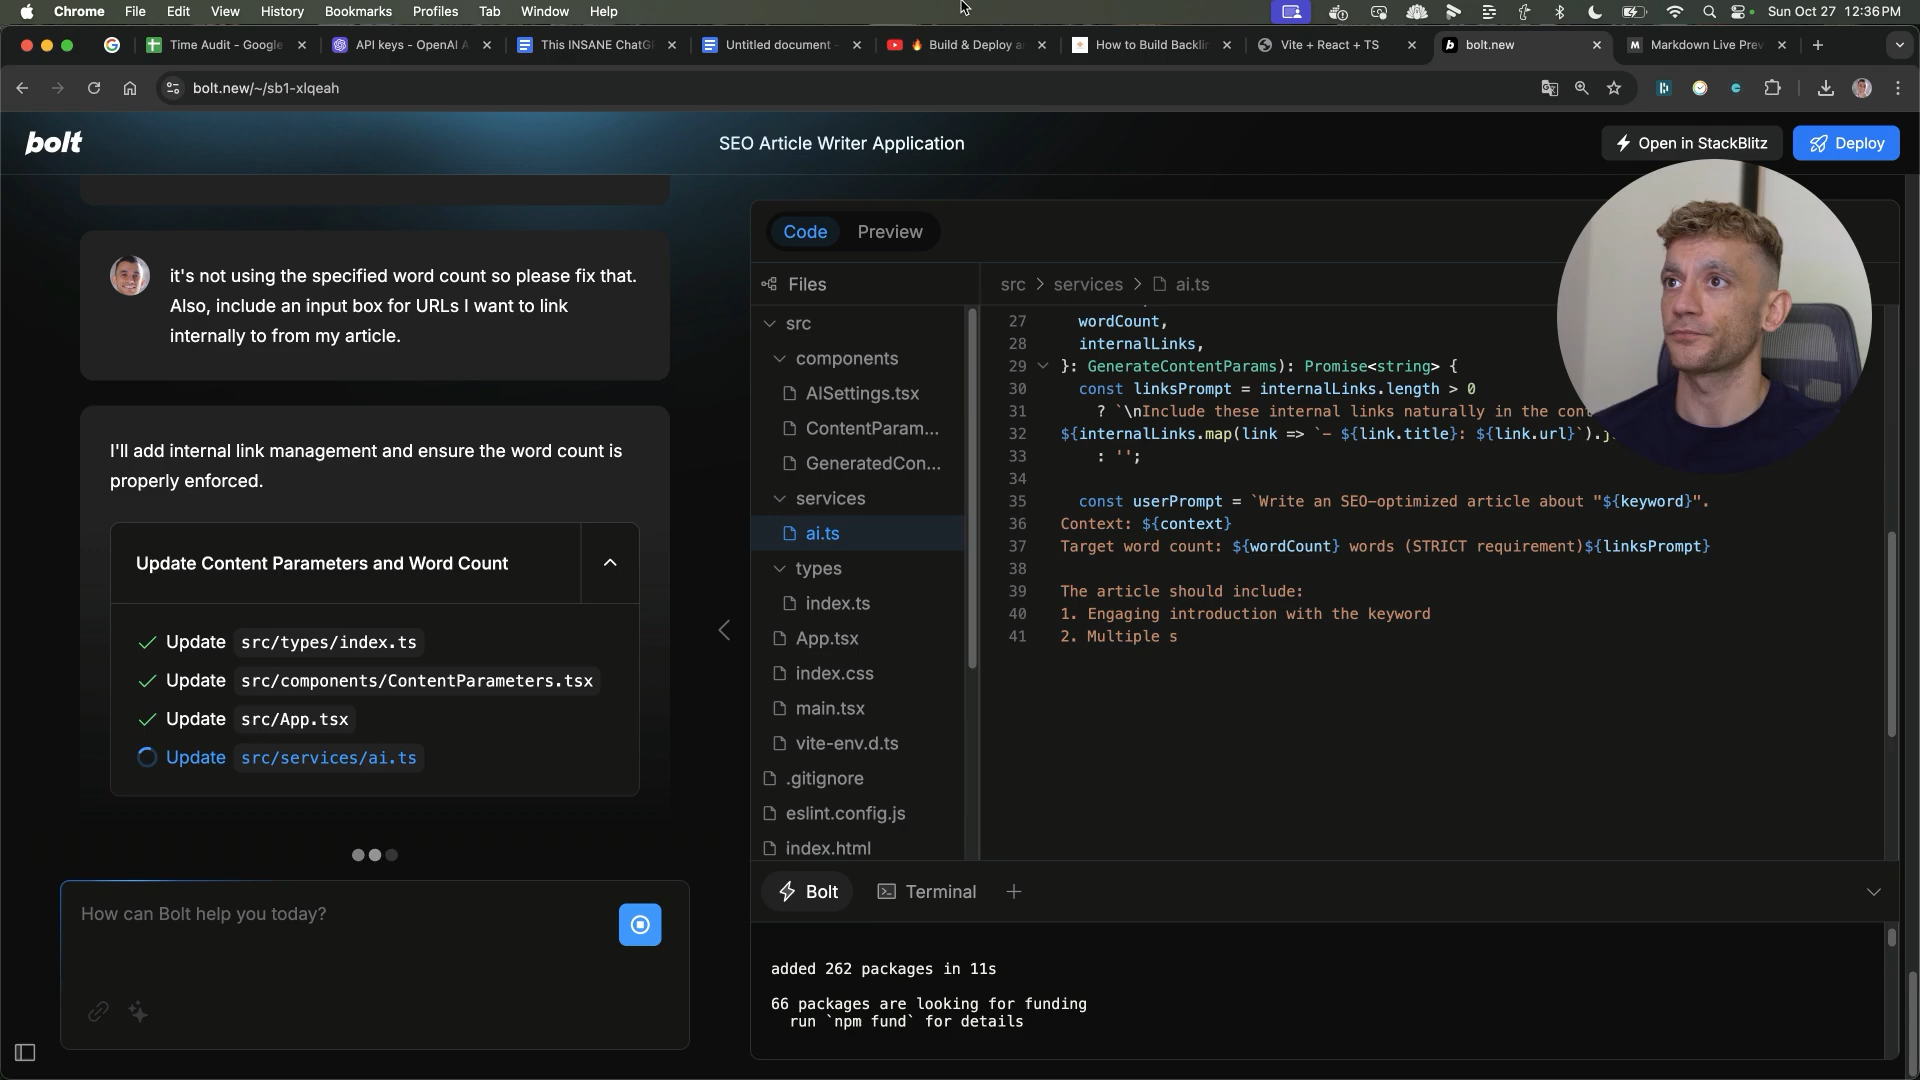 Chrome File Edit View History Bookmarks Profiles Tab Window Help
Sun Oct 27 12:36 PM
Time Audit - Google
API keys - OpenAI A
This INSANE ChatG
Untitled document -
🔥 Build & Deploy a
How to Build Backlin
Vite + React + TS
bolt.new
Markdown Live Prev
bolt.new/~/sb1-xlqeah
bolt
SEO Article Writer Application
Open in StackBlitz
Deploy
it's not using the specified word count so please fix that.
Also, include an input box for URLs I want to link
internally to from my article.
I'll add internal link management and ensure the word count is
properly enforced.
Update Content Parameters and Word Count
Update src/types/index.ts
Update src/components/ContentParameters.tsx
Update src/App.tsx
Update src/services/ai.ts
How can Bolt help you today?
Code
Preview
Files
src
components
AISettings.tsx
ContentParam...
GeneratedCon...
services
ai.ts
types
index.ts
App.tsx
index.css
main.tsx
vite-env.d.ts
.gitignore
eslint.config.js
index.html
src > services > ai.ts
27 wordCount,
28 internalLinks,
29 }: GenerateContentParams): Promise<string> {
30 const linksPrompt = internalLinks.length > 0
31 ? `\nInclude these internal links naturally in the con
32 ${internalLinks.map(link => `- ${link.title}: ${link.url}`).j
33 : '';
34
35 const userPrompt = `Write an SEO-optimized article about "${keyword}".
36 Context: ${context}
37 Target word count: ${wordCount} words (STRICT requirement)${linksPrompt}
38
39 The article should include:
40 1. Engaging introduction with the keyword
41 2. Multiple s
Bolt
Terminal
added 262 packages in 11s
66 packages are looking for funding
run `npm fund` for details